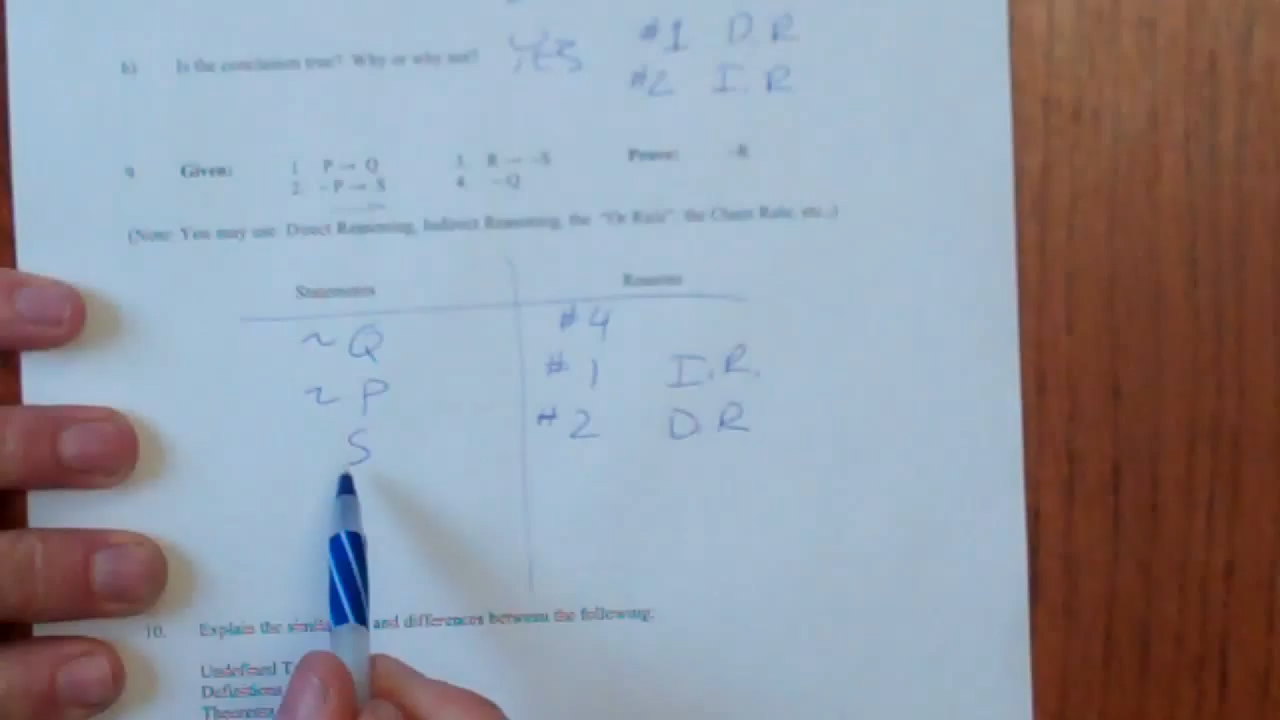 YES #1 D.R
b) Is the conclusion true? Why or why not?
#2 I.R
9. Given: 1. P → Q 3. R → ~S Prove: ~R
2. ~P → S 4. ~Q
(Note: You may use: Direct Reasoning, Indirect Reasoning, the "Or Rule", the Chain Rule, etc.,)
Statements Reasons
~ Q #4
~ P #1 I.R.
S #2 D.R
10. Explain the and differences between the following.
Undefined
Definitions